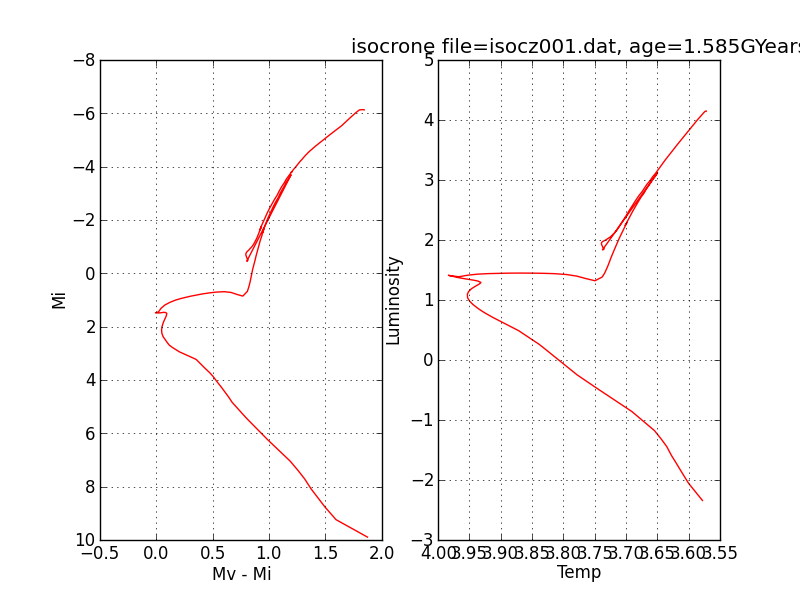 isocrone file=isocz001.dat, age=1.585GYears
−8
−6
−4
−2
0
2
4
6
8
10
Mi
−0.5 0.0 0.5 1.0 1.5 2.0
Mv - Mi
5
4
3
2
1
0
−1
−2
−3
Luminosity
4.00 3.95 3.90 3.85 3.80 3.75 3.70 3.65 3.60 3.55
Temp